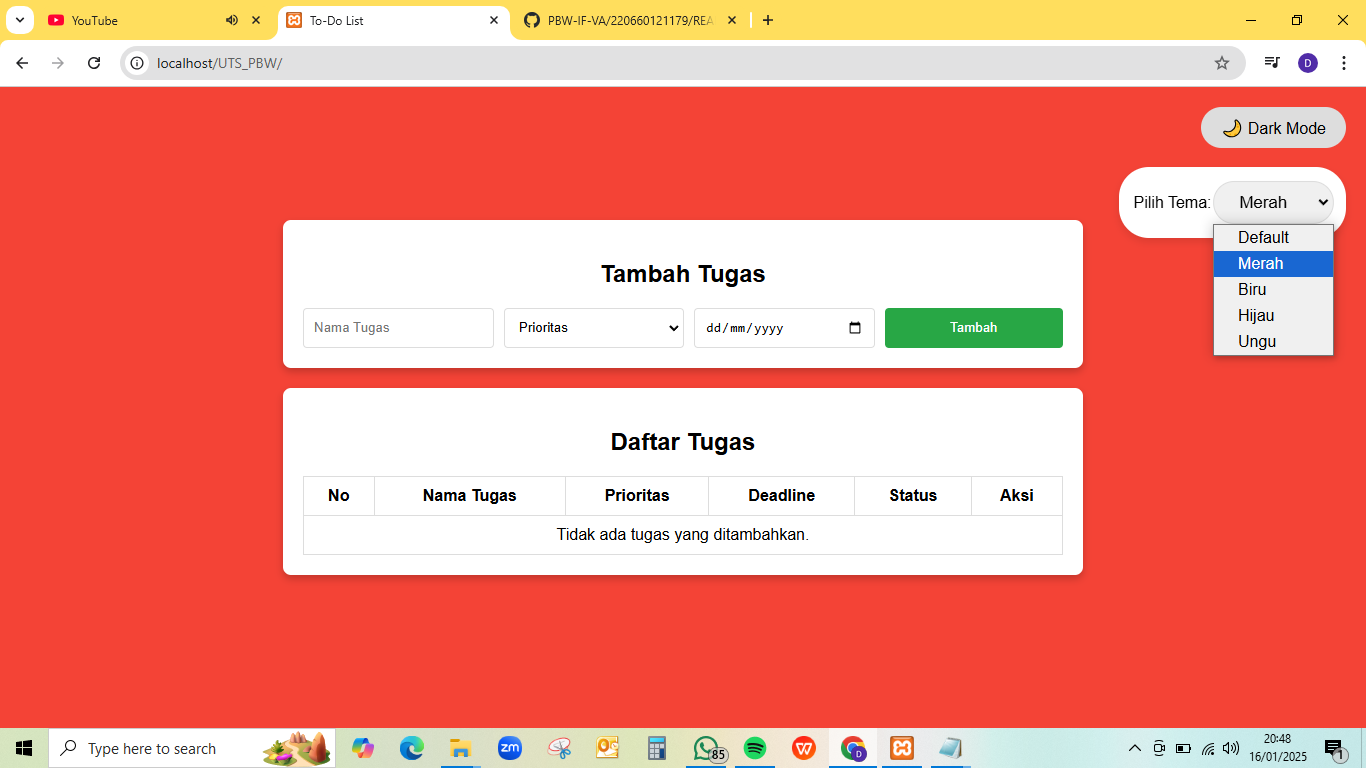 YouTube
To-Do List
PBW-IF-VA/220660121179/REA
localhost/UTS_PBW/
D
🌙 Dark Mode
Pilih Tema: Merah
Default
Merah
Biru
Hijau
Ungu
Tambah Tugas
Nama Tugas Prioritas dd/mm/yyyy Tambah
Daftar Tugas
No Nama Tugas Prioritas Deadline Status Aksi
Tidak ada tugas yang ditambahkan.
Type here to search
zm
85
W
D
20:48
16/01/2025
1